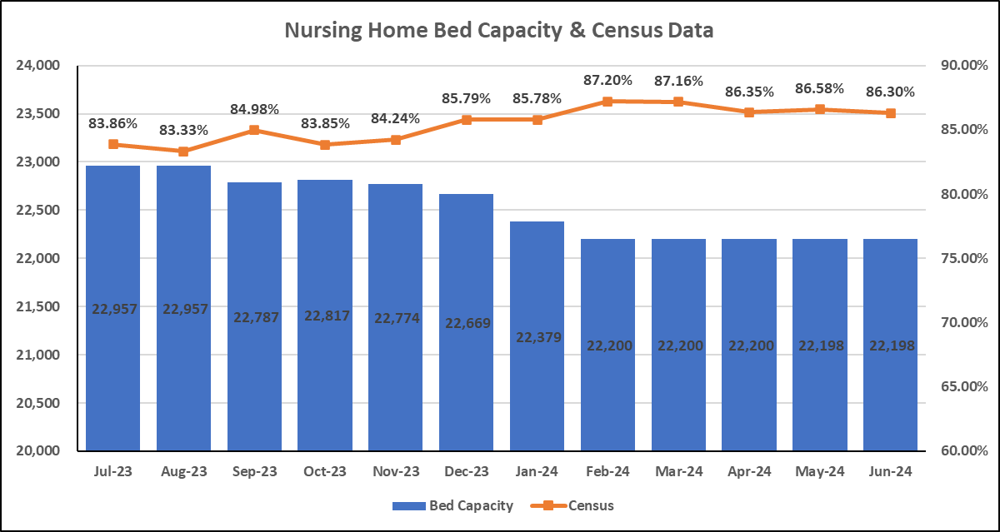 Nursing Home Bed Capacity & Census Data
24,000
23,500
23,000
22,500
22,000
21,500
21,000
20,500
20,000
90.00%
85.00%
80.00%
75.00%
70.00%
65.00%
60.00%
83.86%
83.33%
84.98%
83.85%
84.24%
85.79%
85.78%
87.20%
87.16%
86.35%
86.58%
86.30%
22,957
22,957
22,787
22,817
22,774
22,669
22,379
22,200
22,200
22,200
22,198
22,198
Jul-23
Aug-23
Sep-23
Oct-23
Nov-23
Dec-23
Jan-24
Feb-24
Mar-24
Apr-24
May-24
Jun-24
Bed Capacity
Census